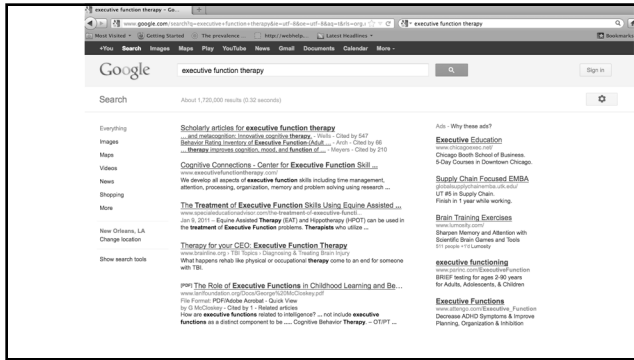 executive function therapy – Go...
www.google.com/search?q=executive+function+therapy&ie=utf-8&oe=utf-8&aq=t&rls=org.
executive function therapy
Most Visited
Getting Started
The prevalence ...
http://webhelp...
Latest Headlines
Bookmarks
+You Search Images Maps Play YouTube News Gmail Documents Calendar More
Google
executive function therapy
Sign in
Search
About 1,720,000 results (0.32 seconds)
Everything
Images
Maps
Videos
News
Shopping
More
New Orleans, LA
Change location
Show search tools
Scholarly articles for executive function therapy
... and metacognition: Innovative cognitive therapy. - Wells - Cited by 547
Behavior Rating Inventory of Executive Function-(Adult ... - Arch - Cited by 66
... therapy improves cognition, mood, and function of ... - Meyers - Cited by 210
Cognitive Connections - Center for Executive Function Skill ...
www.executivefunctiontherapy.com/
We develop all aspects of executive function skills including time management,
attention, processing, organization, memory and problem solving using research ...
The Treatment of Executive Function Skills Using Equine Assisted ...
www.specialeducationadvisor.com/the-treatment-of-executive-functi...
Jan 9, 2011 – Equine Assisted Therapy (EAT) and Hippotherapy (HPOT) can be used in
the treatment of Executive Function problems. Therapists who utilize ...
Therapy for your CEO: Executive Function Therapy
www.brainline.org › TBI Topics › Diagnosing & Treating Brain Injury
What happens rehab like physical or occupational therapy come to an end for someone
with TBI.
[PDF] The Role of Executive Functions in Childhood Learning and Be...
www.lianfoundation.org/Docs/George%20McCloskey.pdf
File Format: PDF/Adobe Acrobat - Quick View
by G McCloskey - Cited by 1 - Related articles
How are executive functions related to intelligence? ... not include executive
functions as a distinct component to be ..... Cognitive Behavior Therapy. – OT/PT ...
Ads - Why these ads?
Executive Education
www.chicagoexec.net/
Chicago Booth School of Business.
5-Day Courses in Downtown Chicago.
Supply Chain Focused EMBA
globalsupplychainemba.utk.edu/
UT #5 in Supply Chain.
Finish in 1 year while working.
Brain Training Exercises
www.lumosity.com/
Sharpen Memory and Attention with
Scientific Brain Games and Tools
511 people +1'd Lumosity
executive functioning
www.parinc.com/ExecutiveFunction
BRIEF testing for ages 2-90 years
for Adults, Adolescents, & Children
Executive Functions
www.attengo.com/Executive_Function
Decrease ADHD Symptoms & Improve
Planning, Organization & Inhibition